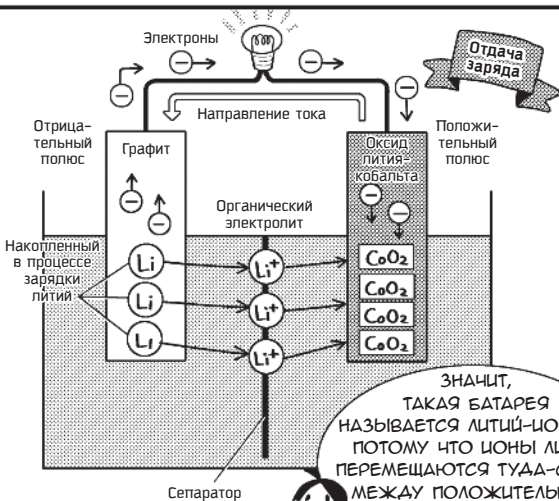 Электроны
Отдача
заряда
Направление тока
Отрица-
тельный
полюс
Графит
Оксид
лития-
кобальта
Положи-
тельный
полюс
Органический
электролит
Накопленный
в процессе
зарядки
литий
Li
Li
Li
Li+
Li+
Li+
CoO2
CoO2
CoO2
CoO2
Сепаратор
ЗНАЧИТ,
ТАКАЯ БАТАРЕЯ
НАЗЫВАЕТСЯ ЛИТИЙ-ИО
ПОТОМУ ЧТО ИОНЫ ЛИ
ПЕРЕМЕЩАЮТСЯ ТУДА-С
МЕЖДУ ПОЛОЖИТЕЛЬ